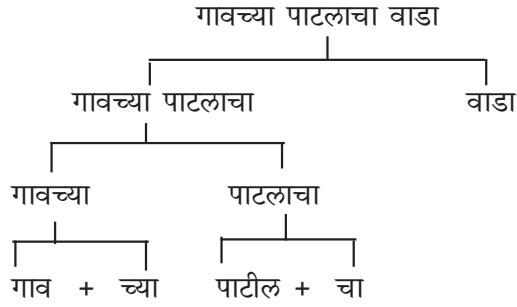 गावच्या पाटलाचा वाडा
गावच्या पाटलाचा वाडा
गावच्या पाटलाचा
गाव + च्या पाटील + चा